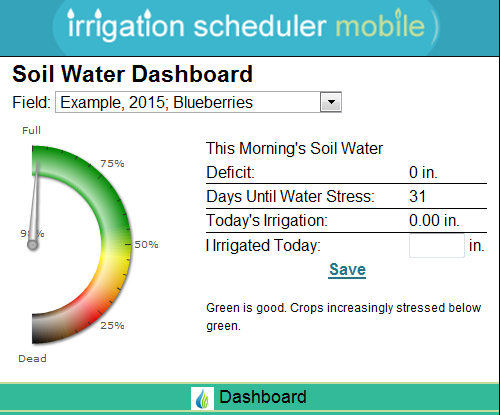 irrigation scheduler mobile
Soil Water Dashboard
Field: Example, 2015; Blueberries
Full
75%
50%
25%
Dead
This Morning's Soil Water
Deficit: 0 in.
Days Until Water Stress: 31
Today's Irrigation: 0.00 in.
I Irrigated Today: in.
Save
Green is good. Crops increasingly stressed below
green.
Dashboard